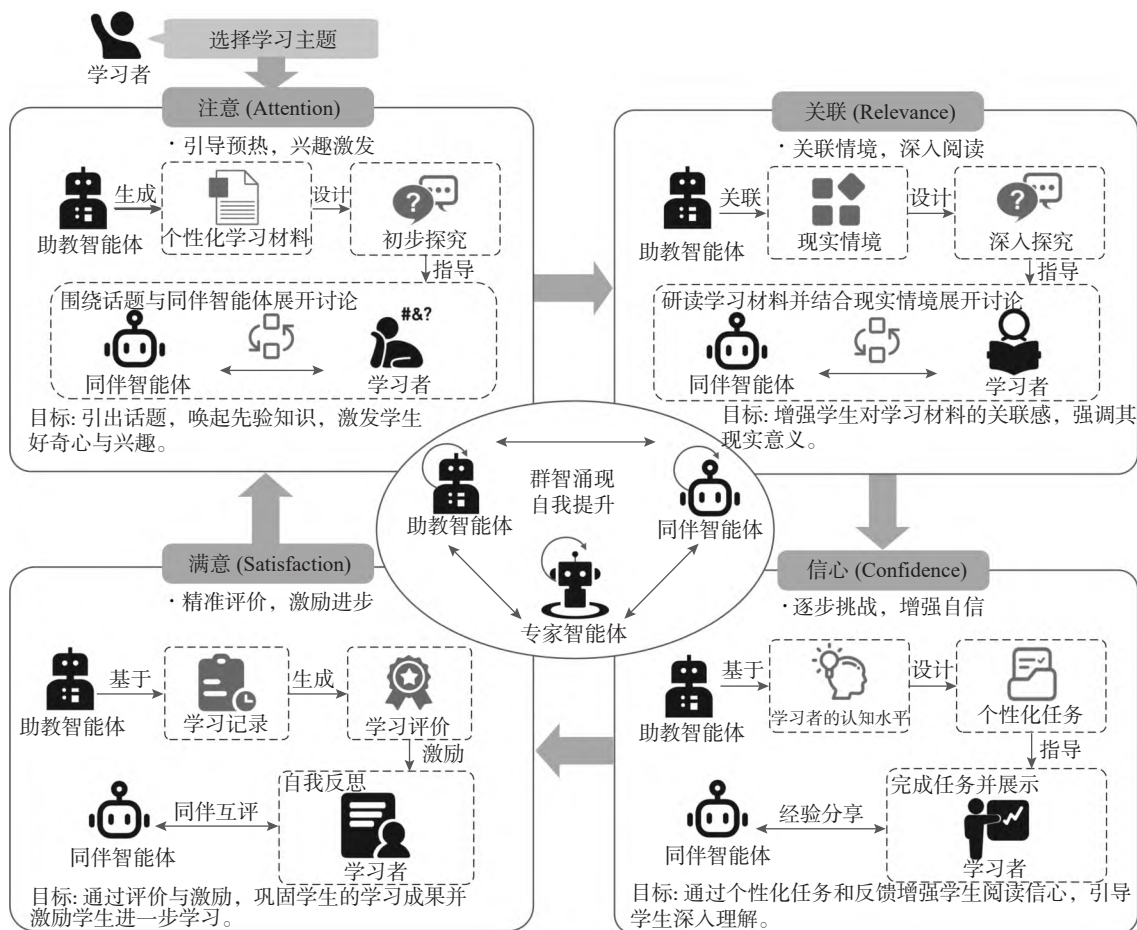 选择学习主题
学习者
注意 (Attention)
·引导预热，兴趣激发
助教智能体
生成
个性化学习材料
设计
初步探究
指导
围绕话题与同伴智能体展开讨论
#&?
同伴智能体
学习者
目标: 引出话题，唤起先验知识，激发学生
好奇心与兴趣。
关联 (Relevance)
·关联情境，深入阅读
助教智能体
关联
现实情境
设计
深入探究
指导
研读学习材料并结合现实情境展开讨论
同伴智能体
学习者
目标: 增强学生对学习材料的关联感，强调其
现实意义。
群智涌现
自我提升
助教智能体
同伴智能体
专家智能体
满意 (Satisfaction)
·精准评价，激励进步
助教智能体
基于
学习记录
生成
学习评价
激励
自我反思
同伴智能体
同伴互评
学习者
目标: 通过评价与激励，巩固学生的学习成果并
激励学生进一步学习。
信心 (Confidence)
·逐步挑战，增强自信
助教智能体
基于
学习者的认知水平
设计
个性化任务
指导
完成任务并展示
同伴智能体
经验分享
学习者
目标: 通过个性化任务和反馈增强学生阅读信心，引导
学生深入理解。